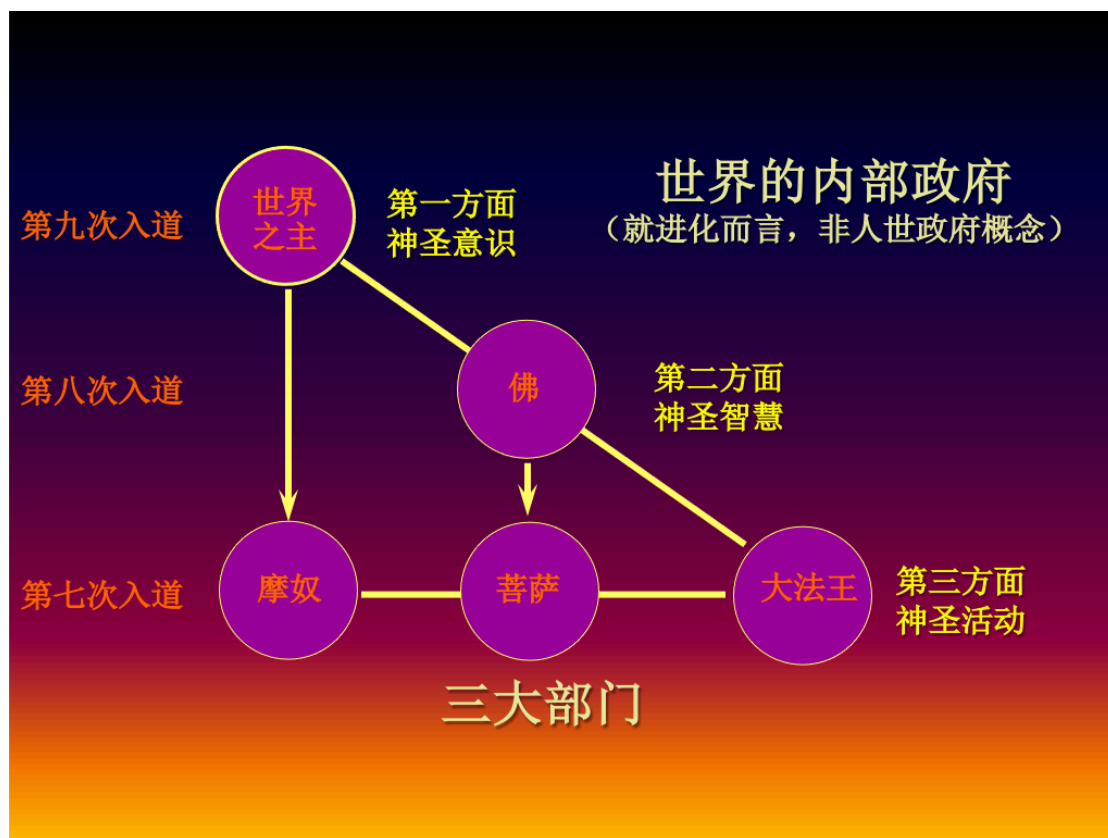 世界的内部政府
（就进化而言，非人世政府概念）
第九次入道
世界
之主
第一方面
神圣意识
第八次入道
佛
第二方面
神圣智慧
第七次入道
摩奴
菩萨
大法王
第三方面
神圣活动
三大部门